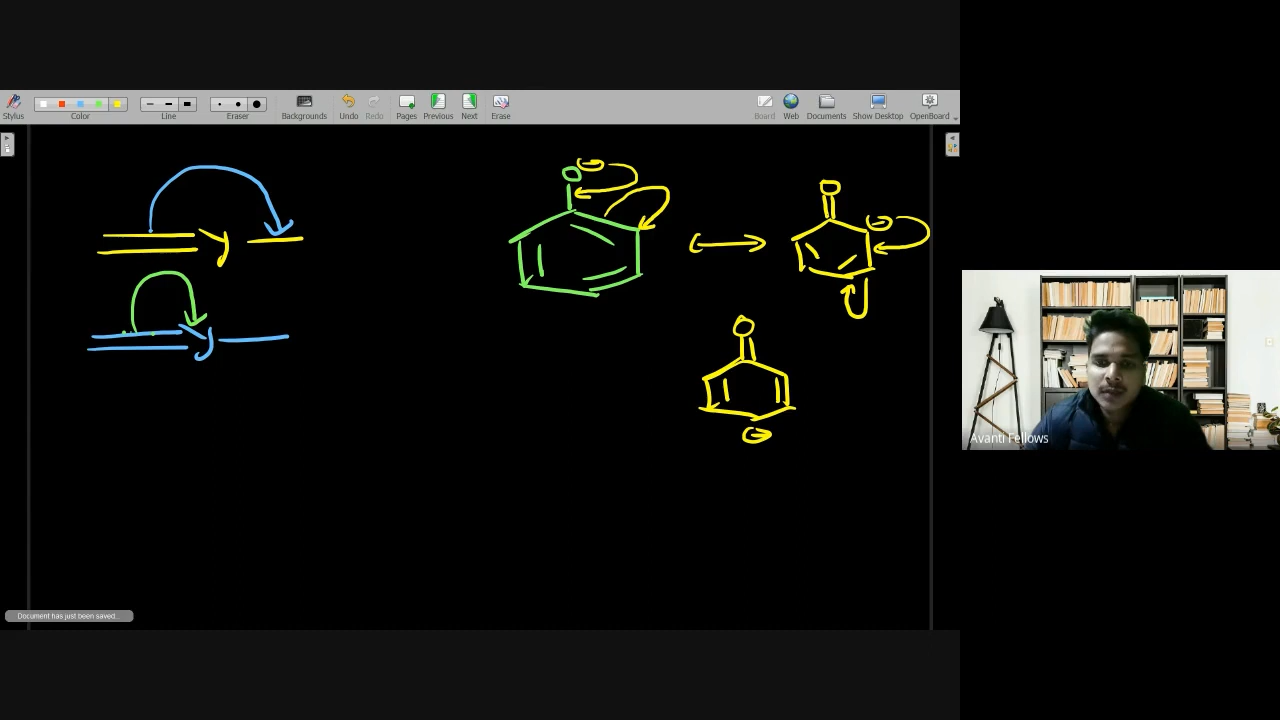 Stylus
Color
Line
Eraser
Backgrounds
Undo
Redo
Pages
Previous
Next
Erase
Board
Web
Documents
Show Desktop
OpenBoard
O
O
O
Avanti Fellows
Document has just been saved...